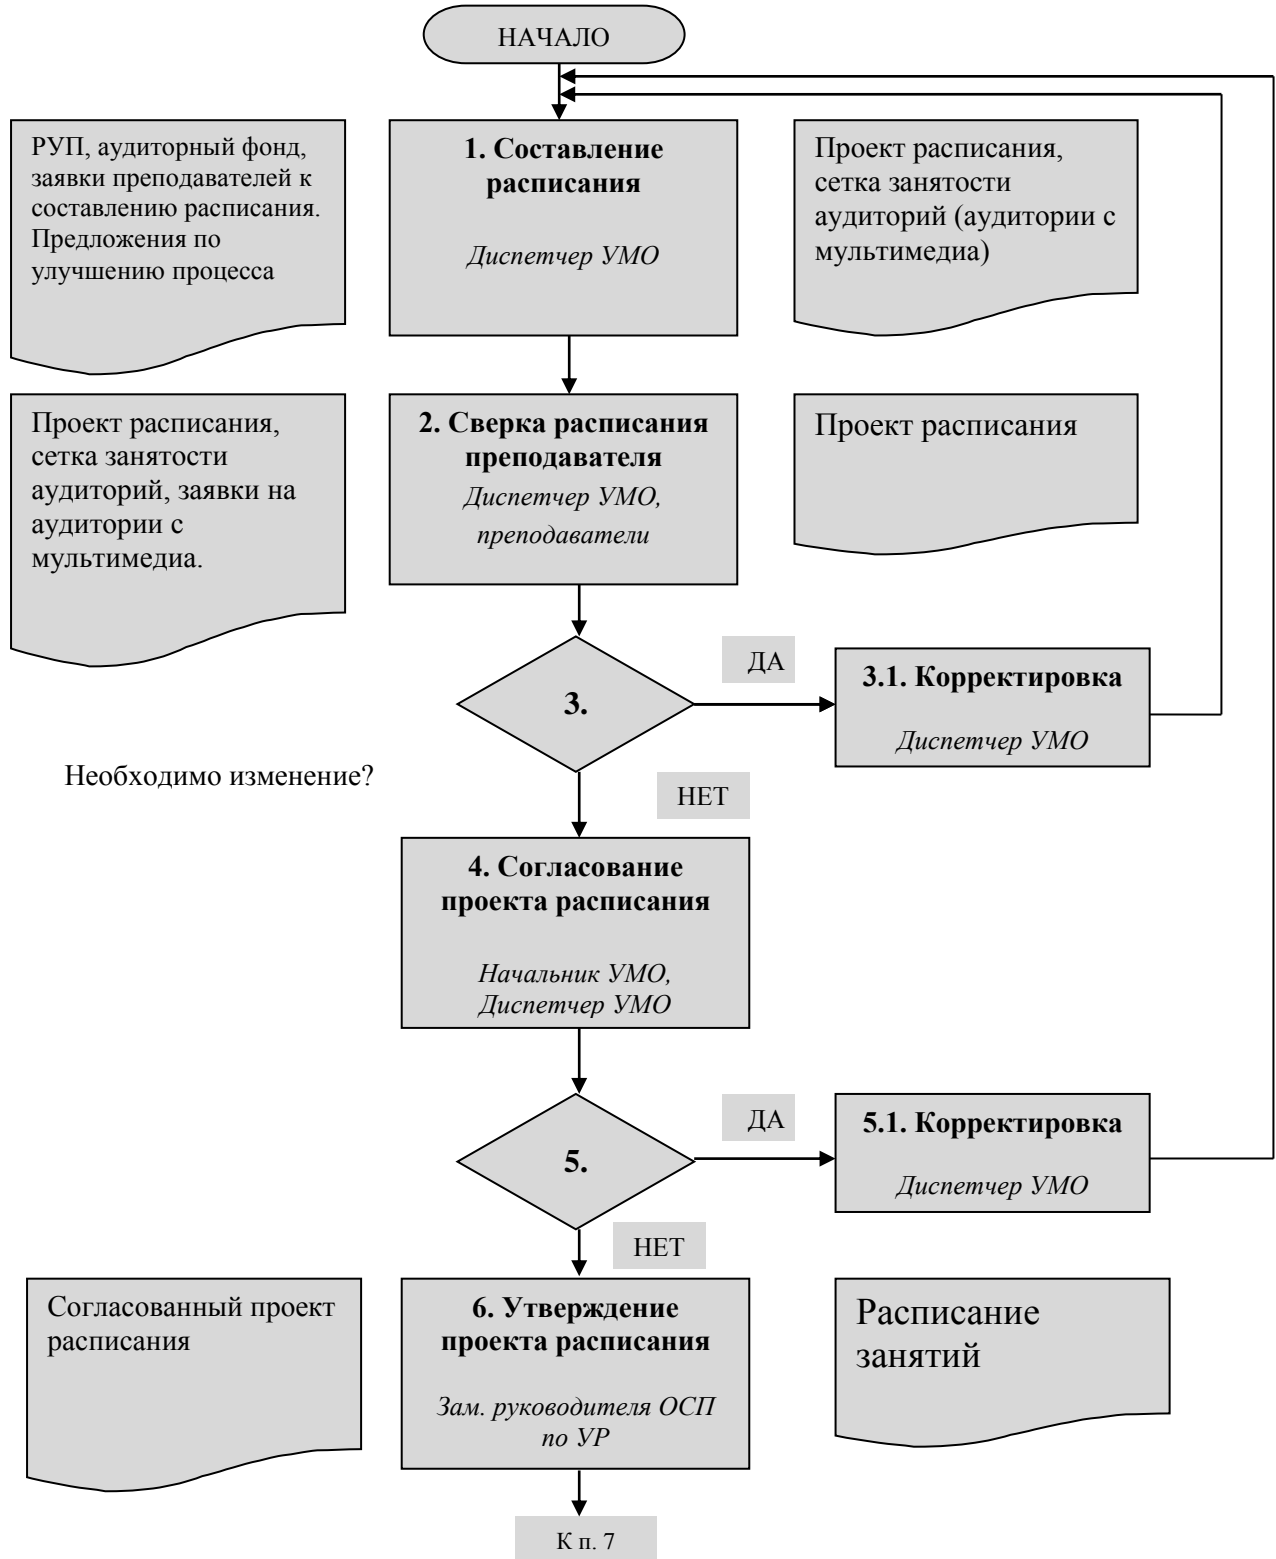 НАЧАЛО
РУП, аудиторный фонд,
заявки преподавателей к
составлению расписания.
Предложения по
улучшению процесса
1. Составление
расписания
Диспетчер УМО
Проект расписания,
сетка занятости
аудиторий (аудитории с
мультимедиа)
Проект расписания,
сетка занятости
аудиторий, заявки на
аудитории с
мультимедиа.
2. Сверка расписания
преподавателя
Диспетчер УМО,
преподаватели
Проект расписания
3.
ДА
3.1. Корректировка
Диспетчер УМО
Необходимо изменение?
НЕТ
4. Согласование
проекта расписания
Начальник УМО,
Диспетчер УМО
5.
ДА
5.1. Корректировка
Диспетчер УМО
НЕТ
Согласованный проект
расписания
6. Утверждение
проекта расписания
Зам. руководителя ОСП
по УР
Расписание
занятий
К п. 7